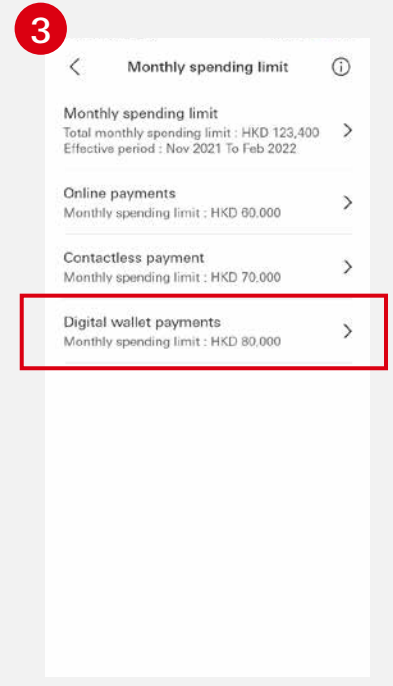 3
Monthly spending limit
Monthly spending limit
Total monthly spending limit : HKD 123,400
Effective period : Nov 2021 To Feb 2022
Online payments
Monthly spending limit : HKD 60,000
Contactless payment
Monthly spending limit : HKD 70,000
Digital wallet payments
Monthly spending limit : HKD 80,000